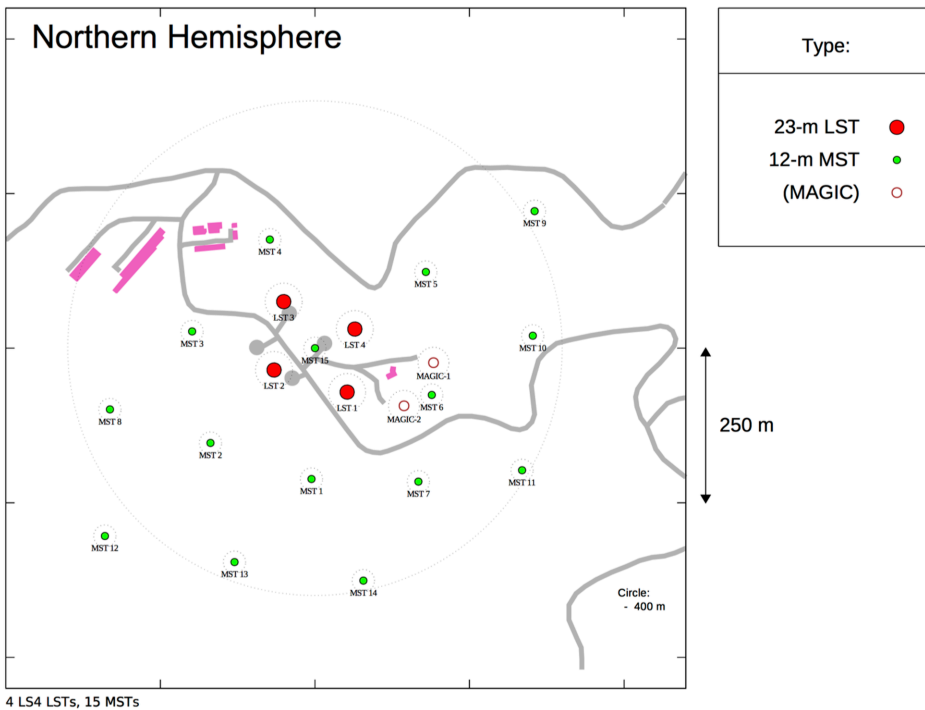 Northern Hemisphere
Type:
23-m LST
12-m MST
(MAGIC)
MST 9
MST 4
MST 5
LST 3
MST 3
LST 4
MST 10
MST 15
MAGIC-1
LST 2
LST 1
MST 6
MAGIC-2
MST 8
250 m
MST 2
MST 11
MST 1
MST 7
MST 12
MST 13
MST 14
Circle:
- 400 m
4 LS4 LSTs, 15 MSTs